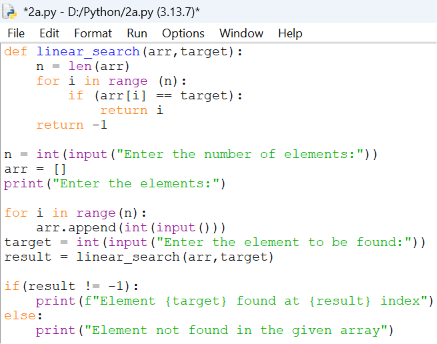 *2a.py - D:/Python/2a.py (3.13.7)*
File Edit Format Run Options Window Help
def linear_search(arr,target):
    n = len(arr)
    for i in range (n):
        if (arr[i] == target):
            return i
    return -1

n = int(input("Enter the number of elements:"))
arr = []
print("Enter the elements:")

for i in range(n):
    arr.append(int(input()))
target = int(input("Enter the element to be found:"))
result = linear_search(arr,target)

if(result != -1):
    print(f"Element {target} found at {result} index")
else:
    print("Element not found in the given array")